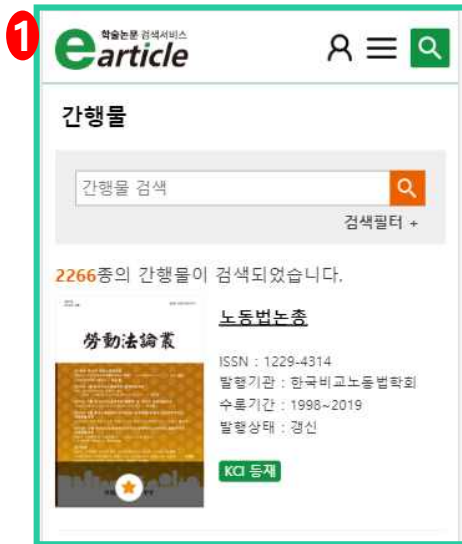 1
학술논문 검색서비스
earticle
간행물
간행물 검색
검색필터 +
2266종의 간행물이 검색되었습니다.
勞動法論叢
노동법논총
ISSN : 1229-4314
발행기관 : 한국비교노동법학회
수록기간 : 1998~2019
발행상태 : 갱신
KCI 등재